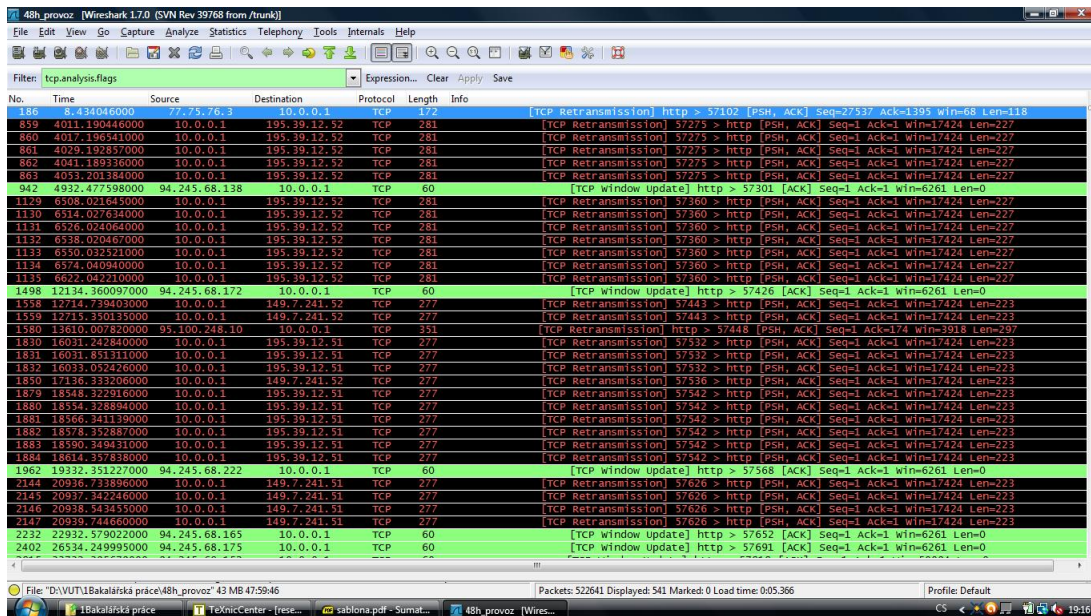 48h_provoz [Wireshark 1.7.0 (SVN Rev 39768 from /trunk)]
File Edit View Go Capture Analyze Statistics Telephony Tools Internals Help
Filter: tcp.analysis.flags Expression... Clear Apply Save
No. Time Source Destination Protocol Length Info
186 8.434046000 77.75.76.3 10.0.0.1 TCP 172 [TCP Retransmission] http > 57102 [PSH, ACK] Seq=27537 Ack=1395 Win=68 Len=118
859 4011.190446000 10.0.0.1 195.39.12.52 TCP 281 [TCP Retransmission] 57275 > http [PSH, ACK] Seq=1 Ack=1 Win=17424 Len=227
860 4017.196541000 10.0.0.1 195.39.12.52 TCP 281 [TCP Retransmission] 57275 > http [PSH, ACK] Seq=1 Ack=1 Win=17424 Len=227
861 4029.192857000 10.0.0.1 195.39.12.52 TCP 281 [TCP Retransmission] 57275 > http [PSH, ACK] Seq=1 Ack=1 Win=17424 Len=227
862 4041.189336000 10.0.0.1 195.39.12.52 TCP 281 [TCP Retransmission] 57275 > http [PSH, ACK] Seq=1 Ack=1 Win=17424 Len=227
863 4053.201384000 10.0.0.1 195.39.12.52 TCP 281 [TCP Retransmission] 57275 > http [PSH, ACK] Seq=1 Ack=1 Win=17424 Len=227
942 4932.477598000 94.245.68.138 10.0.0.1 TCP 60 [TCP Window Update] http > 57301 [ACK] Seq=1 Ack=1 Win=6261 Len=0
1129 6508.021645000 10.0.0.1 195.39.12.52 TCP 281 [TCP Retransmission] 57360 > http [PSH, ACK] Seq=1 Ack=1 Win=17424 Len=227
1130 6514.027634000 10.0.0.1 195.39.12.52 TCP 281 [TCP Retransmission] 57360 > http [PSH, ACK] Seq=1 Ack=1 Win=17424 Len=227
1131 6526.024064000 10.0.0.1 195.39.12.52 TCP 281 [TCP Retransmission] 57360 > http [PSH, ACK] Seq=1 Ack=1 Win=17424 Len=227
1132 6538.020467000 10.0.0.1 195.39.12.52 TCP 281 [TCP Retransmission] 57360 > http [PSH, ACK] Seq=1 Ack=1 Win=17424 Len=227
1133 6550.032521000 10.0.0.1 195.39.12.52 TCP 281 [TCP Retransmission] 57360 > http [PSH, ACK] Seq=1 Ack=1 Win=17424 Len=227
1134 6574.040940000 10.0.0.1 195.39.12.52 TCP 281 [TCP Retransmission] 57360 > http [PSH, ACK] Seq=1 Ack=1 Win=17424 Len=227
1135 6622.042210000 10.0.0.1 195.39.12.52 TCP 281 [TCP Retransmission] 57360 > http [PSH, ACK] Seq=1 Ack=1 Win=17424 Len=227
1498 12134.360097000 94.245.68.172 10.0.0.1 TCP 60 [TCP Window Update] http > 57426 [ACK] Seq=1 Ack=1 Win=6261 Len=0
1558 12714.739403000 10.0.0.1 149.7.241.52 TCP 277 [TCP Retransmission] 57443 > http [PSH, ACK] Seq=1 Ack=1 Win=17424 Len=223
1559 12715.350135000 10.0.0.1 149.7.241.52 TCP 277 [TCP Retransmission] 57443 > http [PSH, ACK] Seq=1 Ack=1 Win=17424 Len=223
1580 13610.007820000 95.100.248.10 10.0.0.1 TCP 351 [TCP Retransmission] http > 57448 [PSH, ACK] Seq=1 Ack=174 Win=3918 Len=297
1830 16031.242840000 10.0.0.1 195.39.12.51 TCP 277 [TCP Retransmission] 57532 > http [PSH, ACK] Seq=1 Ack=1 Win=17424 Len=223
1831 16031.851311000 10.0.0.1 195.39.12.51 TCP 277 [TCP Retransmission] 57532 > http [PSH, ACK] Seq=1 Ack=1 Win=17424 Len=223
1832 16033.052426000 10.0.0.1 195.39.12.51 TCP 277 [TCP Retransmission] 57532 > http [PSH, ACK] Seq=1 Ack=1 Win=17424 Len=223
1850 17136.333206000 10.0.0.1 149.7.241.52 TCP 277 [TCP Retransmission] 57536 > http [PSH, ACK] Seq=1 Ack=1 Win=17424 Len=223
1879 18548.322916000 10.0.0.1 195.39.12.51 TCP 277 [TCP Retransmission] 57542 > http [PSH, ACK] Seq=1 Ack=1 Win=17424 Len=223
1880 18554.328894000 10.0.0.1 195.39.12.51 TCP 277 [TCP Retransmission] 57542 > http [PSH, ACK] Seq=1 Ack=1 Win=17424 Len=223
1881 18566.341139000 10.0.0.1 195.39.12.51 TCP 277 [TCP Retransmission] 57542 > http [PSH, ACK] Seq=1 Ack=1 Win=17424 Len=223
1882 18578.352887000 10.0.0.1 195.39.12.51 TCP 277 [TCP Retransmission] 57542 > http [PSH, ACK] Seq=1 Ack=1 Win=17424 Len=223
1883 18590.349431000 10.0.0.1 195.39.12.51 TCP 277 [TCP Retransmission] 57542 > http [PSH, ACK] Seq=1 Ack=1 Win=17424 Len=223
1884 18614.357838000 10.0.0.1 195.39.12.51 TCP 277 [TCP Retransmission] 57542 > http [PSH, ACK] Seq=1 Ack=1 Win=17424 Len=223
1962 19332.351227000 94.245.68.222 10.0.0.1 TCP 60 [TCP Window Update] http > 57568 [ACK] Seq=1 Ack=1 Win=6261 Len=0
2144 20936.733896000 10.0.0.1 149.7.241.51 TCP 277 [TCP Retransmission] 57626 > http [PSH, ACK] Seq=1 Ack=1 Win=17424 Len=223
2145 20937.342246000 10.0.0.1 149.7.241.51 TCP 277 [TCP Retransmission] 57626 > http [PSH, ACK] Seq=1 Ack=1 Win=17424 Len=223
2146 20938.543455000 10.0.0.1 149.7.241.51 TCP 277 [TCP Retransmission] 57626 > http [PSH, ACK] Seq=1 Ack=1 Win=17424 Len=223
2147 20939.744660000 10.0.0.1 149.7.241.51 TCP 277 [TCP Retransmission] 57626 > http [PSH, ACK] Seq=1 Ack=1 Win=17424 Len=223
2232 22932.579022000 94.245.68.165 10.0.0.1 TCP 60 [TCP Window Update] http > 57652 [ACK] Seq=1 Ack=1 Win=6261 Len=0
2402 26534.249995000 94.245.68.175 10.0.0.1 TCP 60 [TCP Window Update] http > 57691 [ACK] Seq=1 Ack=1 Win=6261 Len=0
File: "D:\VUT\1Bakalářská práce\48h_provoz" 43 MB 47:59:46 Packets: 522641 Displayed: 541 Marked: 0 Load time: 0:05.366 Profile: Default
1Bakalářská práce TeXnicCenter - [rese... sablona.pdf - Sumat... 48h_provoz [Wires... CS 19:16